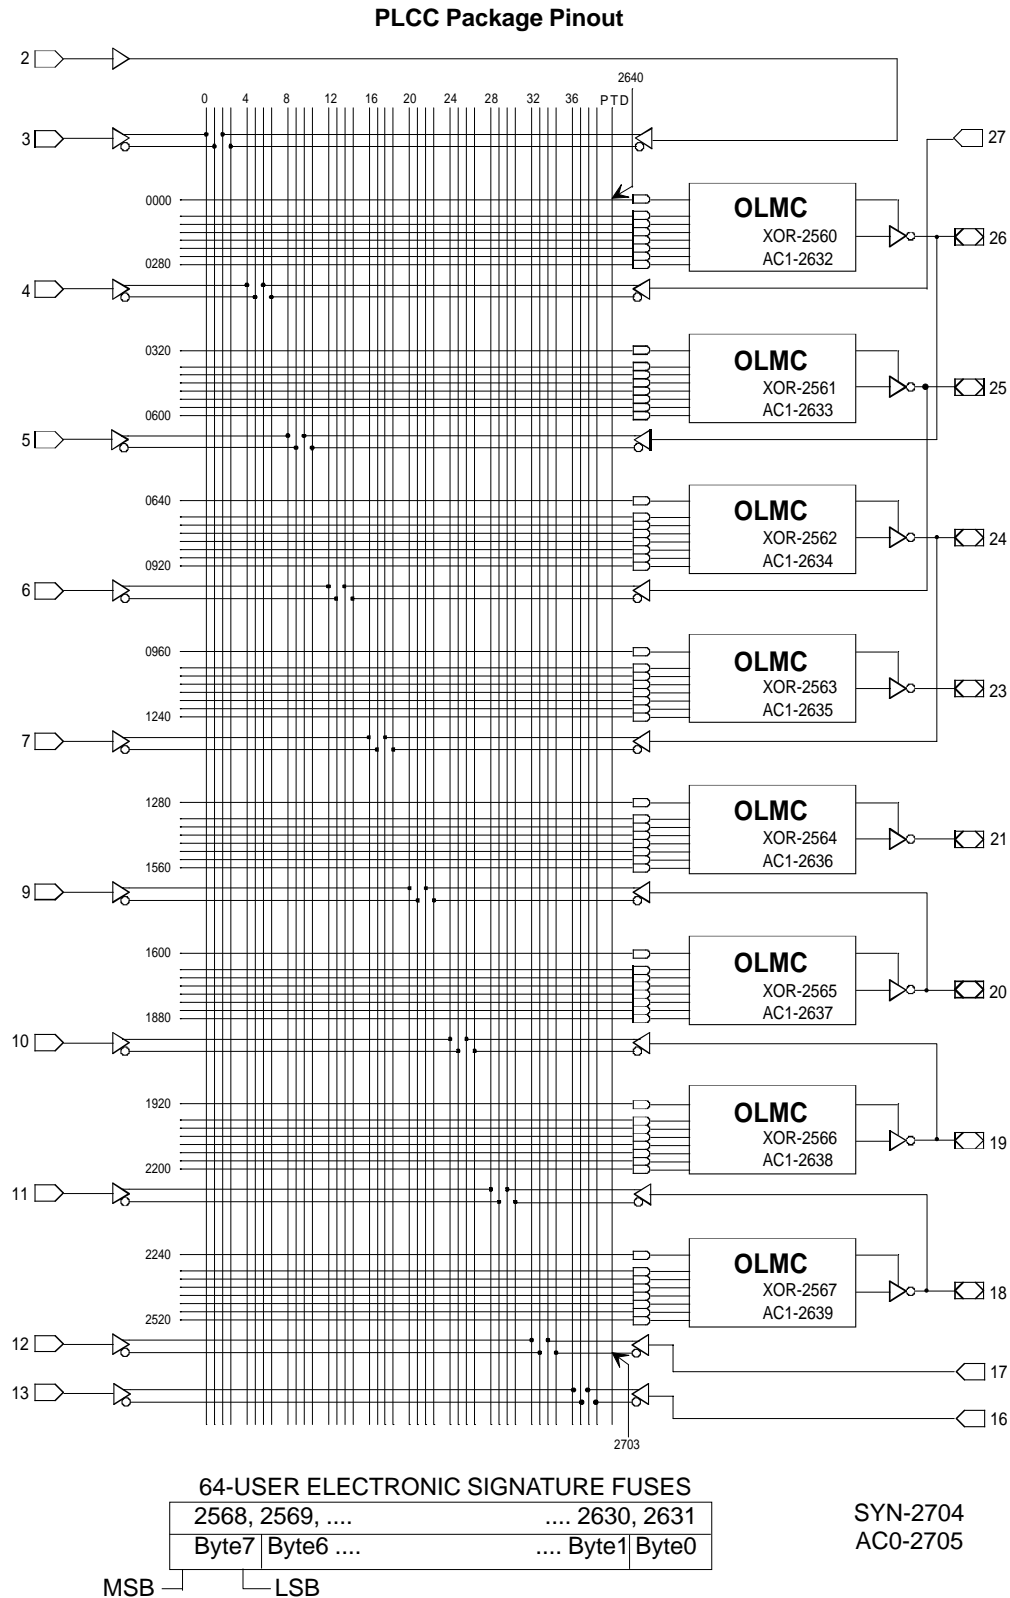 PLCC Package Pinout
2
2640
0 4 8 12 16 20 24 28 32 36 PTD
3
27
0000
OLMC
XOR-2560
AC1-2632
26
0280
4
0320
OLMC
XOR-2561
AC1-2633
25
0600
5
0640
OLMC
XOR-2562
AC1-2634
24
0920
6
0960
OLMC
XOR-2563
AC1-2635
23
1240
7
1280
OLMC
XOR-2564
AC1-2636
21
1560
9
1600
OLMC
XOR-2565
AC1-2637
20
1880
10
1920
OLMC
XOR-2566
AC1-2638
19
2200
11
2240
OLMC
XOR-2567
AC1-2639
18
2520
12
17
13
16
2703
64-USER ELECTRONIC SIGNATURE FUSES
2568, 2569, .... .... 2630, 2631
Byte7 Byte6 .... .... Byte1 Byte0
MSB LSB
SYN-2704
AC0-2705